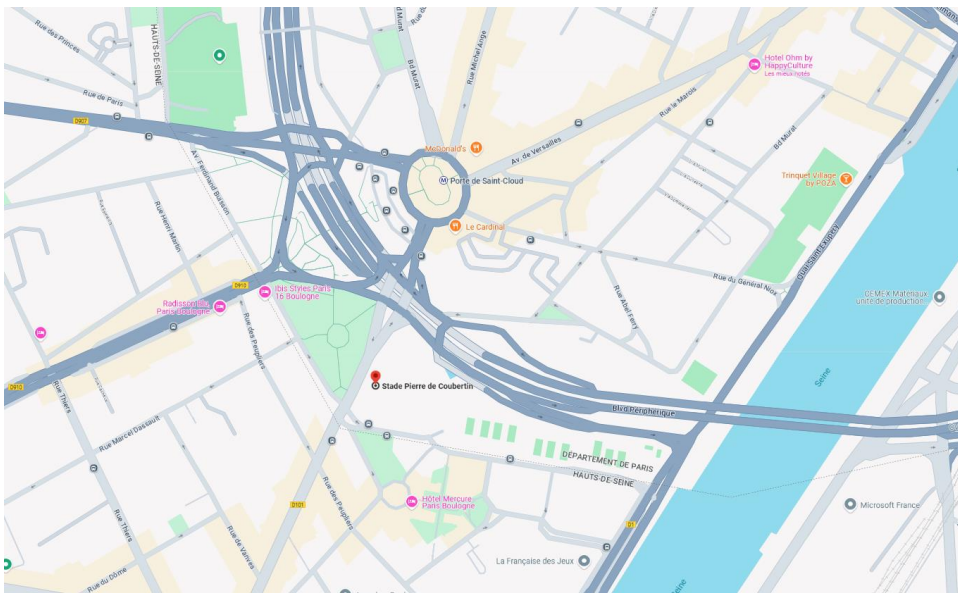 Rue des Princes
HAUTS-DE-SEINE
Bd Murat
Rue Michel Ange
Hotel Ohm by
HappyCulture
Les mieux notés
Rue de Paris
D907
Bd Murat
Rue le Marois
Av. de Versailles
Bd Murat
McDonald's
Porte de Saint-Cloud
Trinquet Village
by POZA
Av. Ferdinand Buisson
Rue Henri Martin
Le Cardinal
Quai Saint-Exupéry
Rue du Général Niox
D910
Ibis Styles Paris
16 Boulogne
Paris Boulogne
Rue Abel Ferry
CEMEX Matériaux
unité de production
Rue des Peupliers
Seine
Stade Pierre de Coubertin
D910
Rue Thiers
Blvd Périphérique
Rue Marcel Dassault
DÉPARTEMENT DE PARIS
HAUTS-DE-SEINE
Rue des Peupliers
Hôtel Mercure
Paris Boulogne
D101
Microsoft France
Rue Thiers
Rue de Vanves
D1
Seine
La Française des Jeux
Rue du Dôme